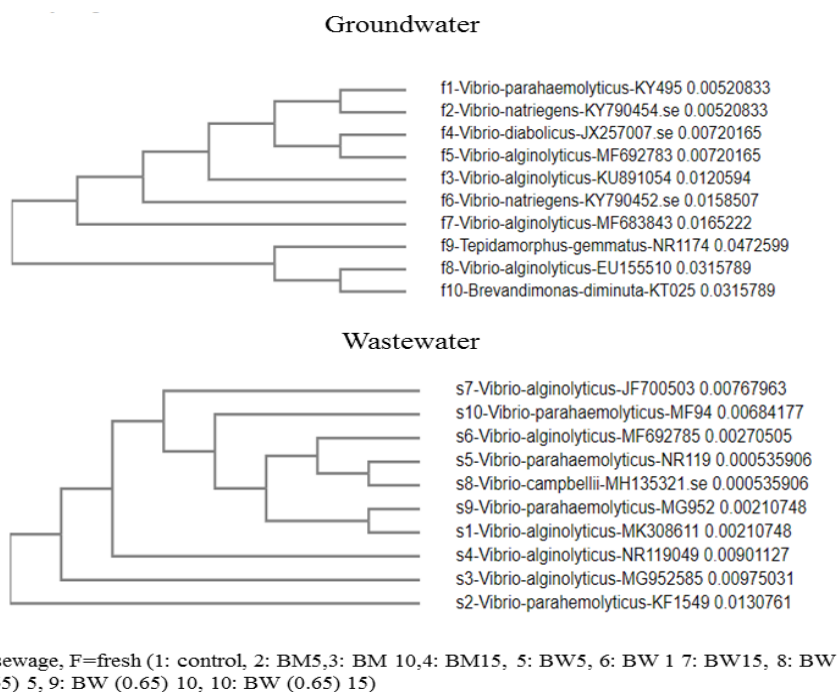 Groundwater
f1-Vibrio-parahaemolyticus-KY495 0.00520833
f2-Vibrio-natriegens-KY790454.se 0.00520833
f4-Vibrio-diabolicus-JX257007.se 0.00720165
f5-Vibrio-alginolyticus-MF692783 0.00720165
f3-Vibrio-alginolyticus-KU891054 0.0120594
f6-Vibrio-natriegens-KY790452.se 0.0158507
f7-Vibrio-alginolyticus-MF683843 0.0165222
f9-Tepidamorphus-gemmatus-NR1174 0.0472599
f8-Vibrio-alginolyticus-EU155510 0.0315789
f10-Brevandimonas-diminuta-KT025 0.0315789
Wastewater
s7-Vibrio-alginolyticus-JF700503 0.00767963
s10-Vibrio-parahaemolyticus-MF94 0.00684177
s6-Vibrio-alginolyticus-MF692785 0.00270505
s5-Vibrio-parahaemolyticus-NR119 0.000535906
s8-Vibrio-campbellii-MH135321.se 0.000535906
s9-Vibrio-parahaemolyticus-MG952 0.00210748
s1-Vibrio-alginolyticus-MK308611 0.00210748
s4-Vibrio-alginolyticus-NR119049 0.00901127
s3-Vibrio-alginolyticus-MG952585 0.00975031
s2-Vibrio-parahemolyticus-KF1549 0.0130761
sewage, F=fresh (1: control, 2: BM5,3: BM 10,4: BM15, 5: BW5, 6: BW 1 7: BW15, 8: BW
5) 5, 9: BW (0.65) 10, 10: BW (0.65) 15)